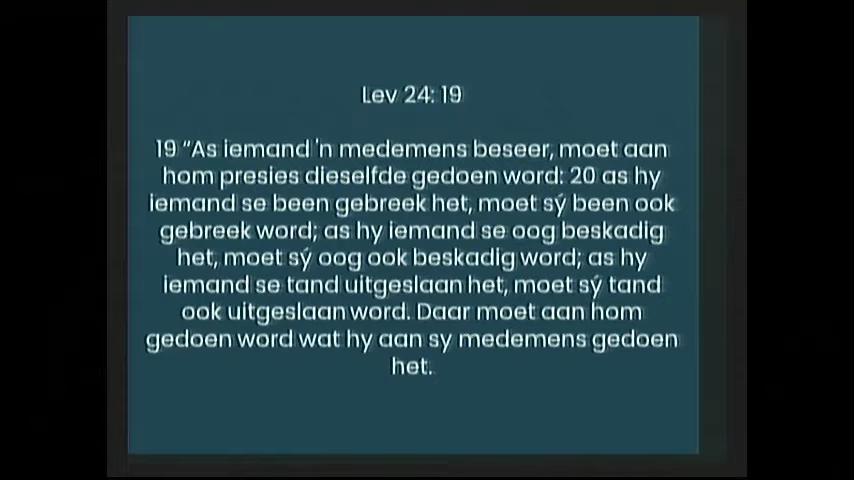 Lev 24: 19
19 “As iemand 'n medemens beseer, moet aan
hom presies dieselfde gedoen word: 20 as hy
iemand se been gebreek het, moet sý been ook
gebreek word; as hy iemand se oog beskadig
het, moet sý oog ook beskadig word; as hy
iemand se tand uitgeslaan het, moet sý tand
ook uitgeslaan word. Daar moet aan hom
gedoen word wat hy aan sy medemens gedoen
het.